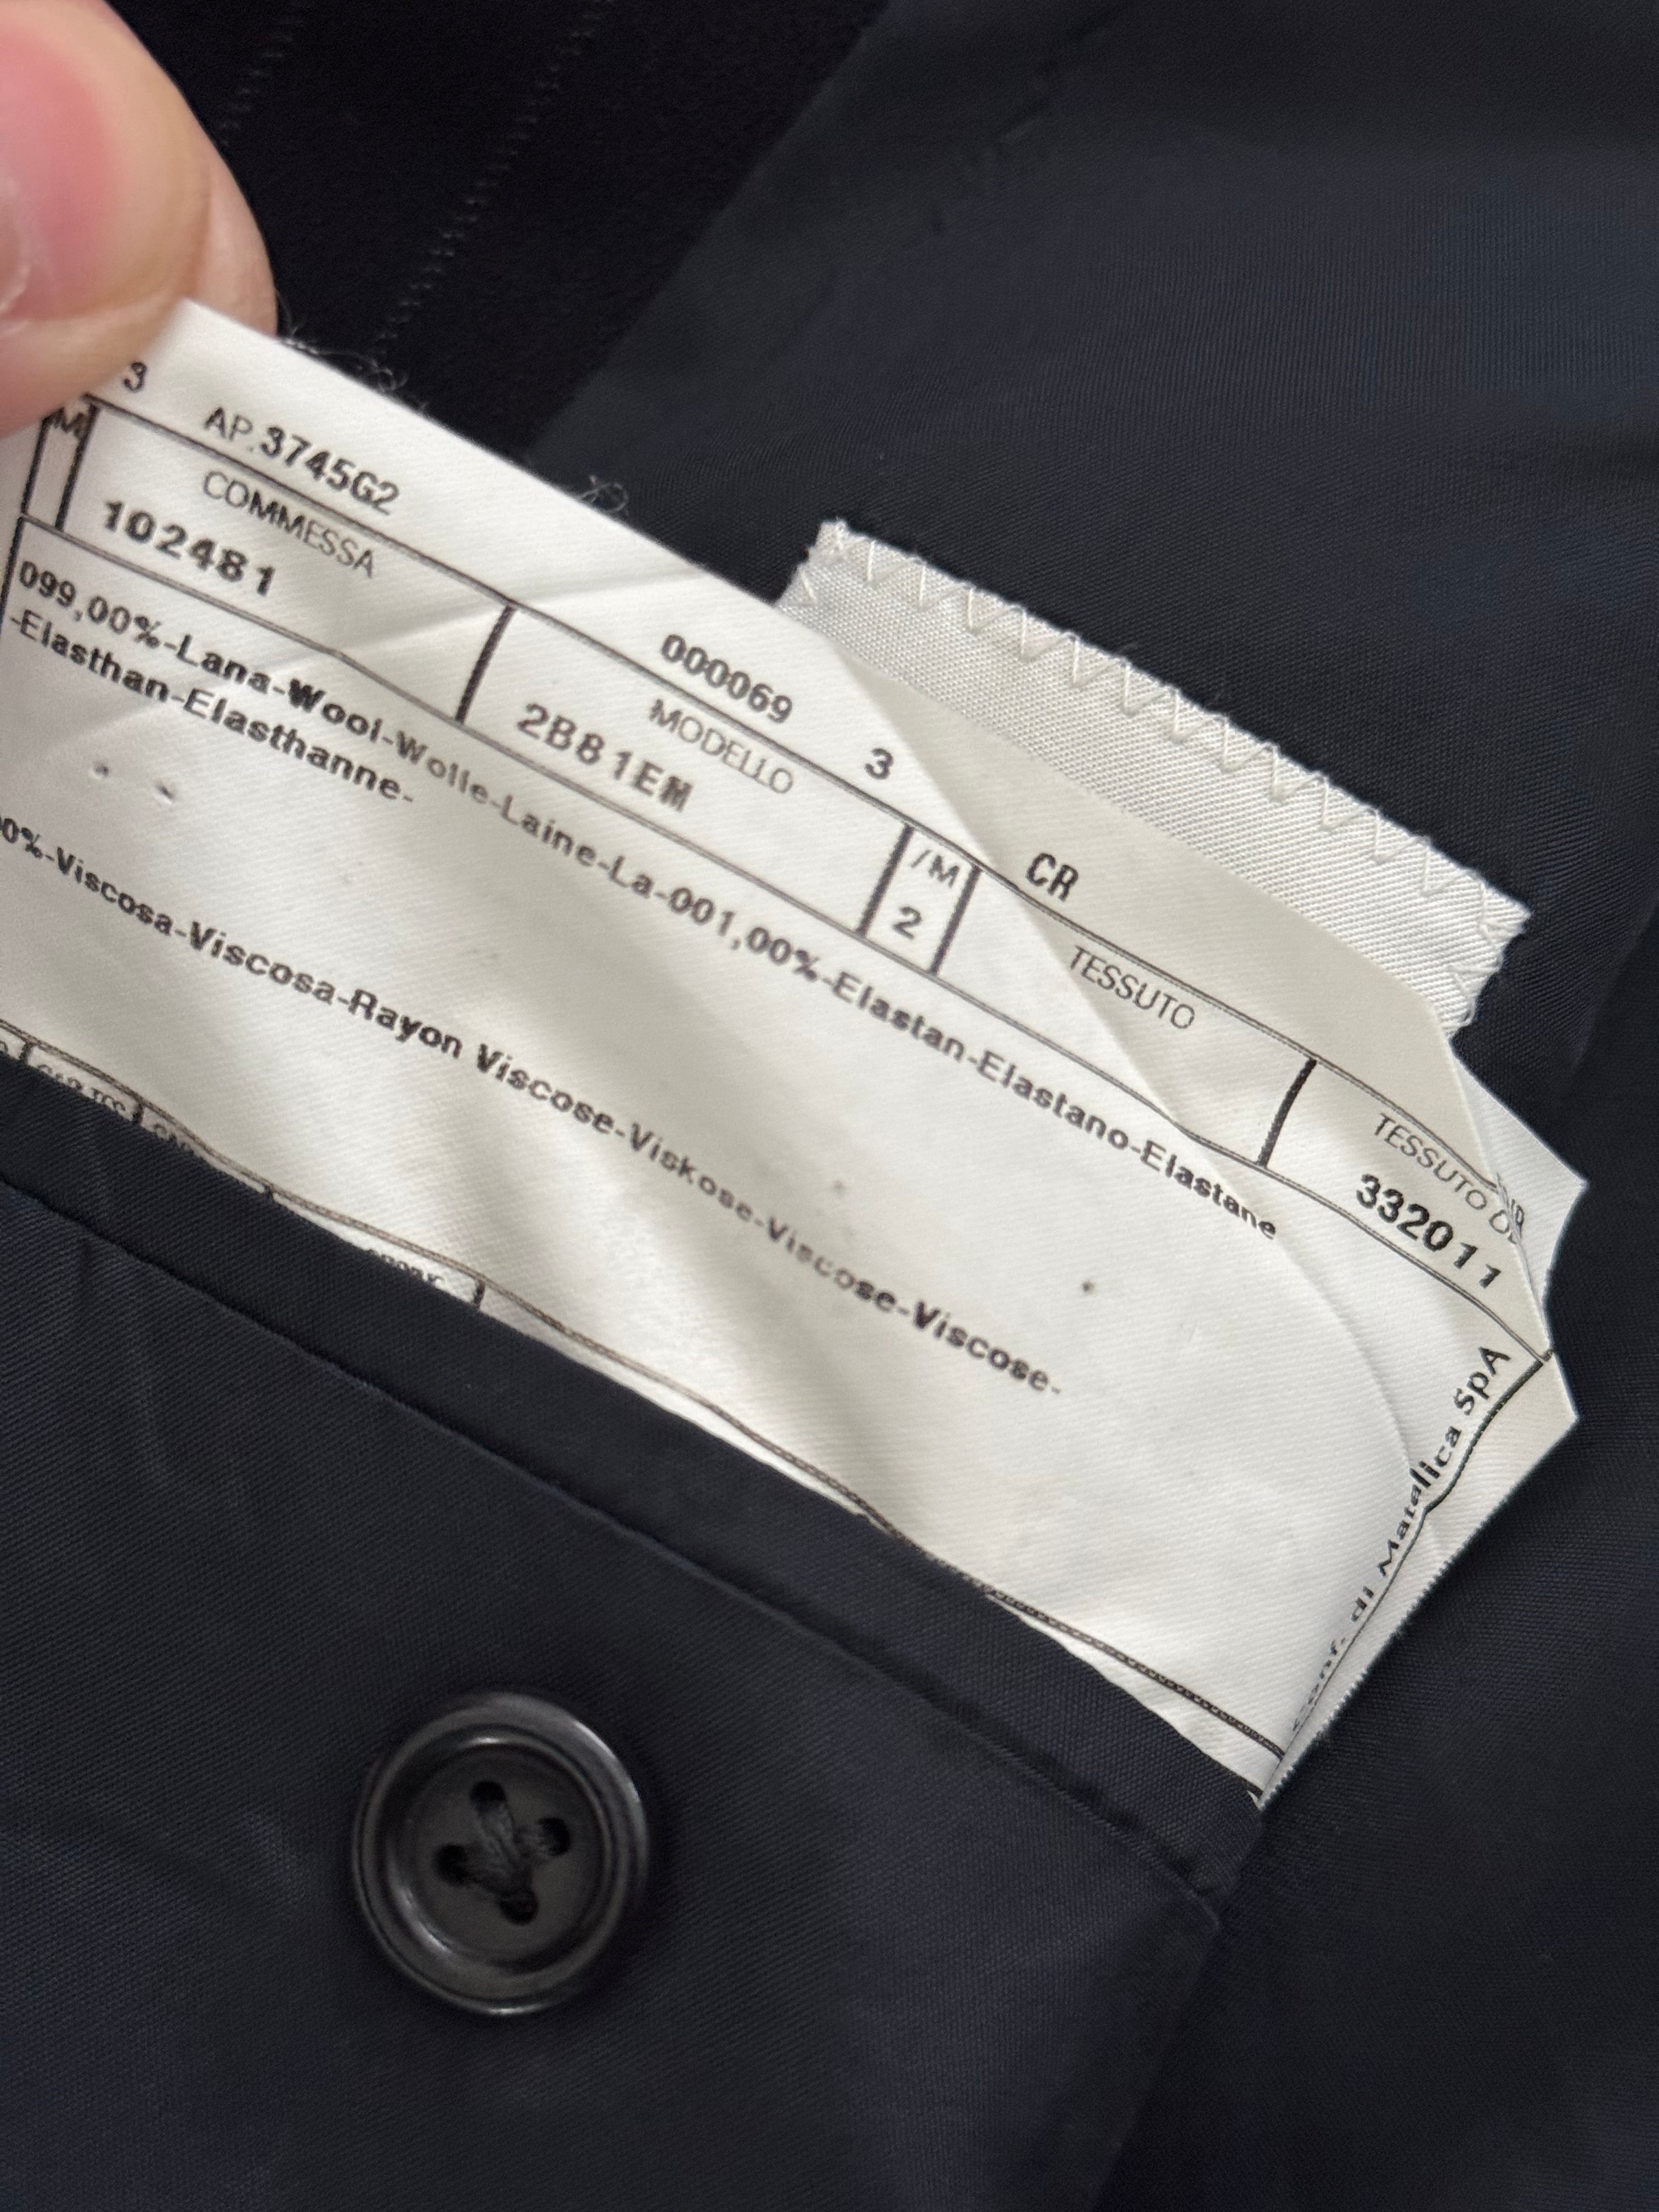 3 AP.3745G2 000069 3 CR
/M COMMESSA MODELLO /M TESSUTO TESSUTO
102481 2B81EM 2 332011
099,00%-Lana-Wool-Wolle-Laine-La-001,00%-Elastan-Elastano-Elastane
-Elasthan-Elasthanne-
00%-Viscosa-Viscosa-Rayon Viscose-Viskose-Viscose-Viscose-
Conf. di Matelica SpA